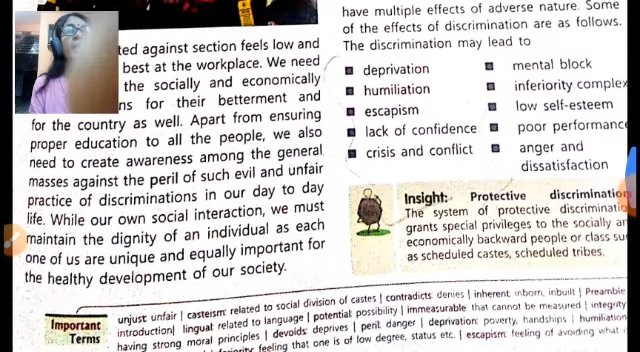 ted against section feels low and
best at the workplace. We need
the socially and economically
ns for their betterment and
for the country as well. Apart from ensuring
proper education to all the people, we also
need to create awareness among the general
masses against the peril of such evil and unfair
practice of discriminations in our day to day
life. While our own social interaction, we must
maintain the dignity of an individual as each
one of us are unique and equally important for
the healthy development of our society.
have multiple effects of adverse nature. Some
of the effects of discrimination are as follows.
The discrimination may lead to
deprivation
humiliation
escapism
lack of confidence
crisis and conflict
mental block
inferiority complex
low self-esteem
poor performance
anger and
dissatisfaction
Insight: Protective discrimination
The system of protective discriminatio
grants special privileges to the socially an
economically backward people or class su
as scheduled castes, scheduled tribes.
Important
Terms
unjust unfair | casteism: related to social division of castes | contradicts: denies | inherent: inborn, inbuilt | Preamble
introduction| lingual related to language | potential possibility | immeasurable that cannot be measured | integrity
having strong moral principles | devoids: deprives | peril: danger | deprivation: poverty, handships | humiliation
feeling that one is of low degree, status etc. | escapism: feeling of avoiding what i